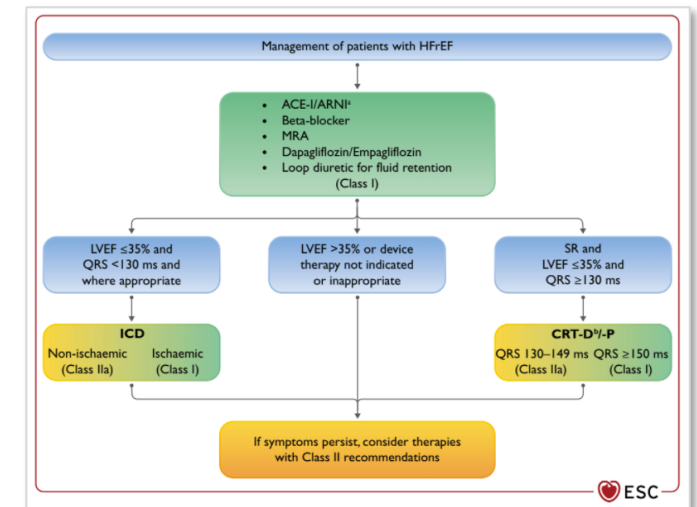 Management of patients with HFrEF
• ACE-I/ARNIᵃ
• Beta-blocker
• MRA
• Dapagliflozin/Empagliflozin
• Loop diuretic for fluid retention
(Class I)
LVEF ≤35% and
QRS <130 ms and
where appropriate
LVEF >35% or device
therapy not indicated
or inappropriate
SR and
LVEF ≤35% and
QRS ≥130 ms
ICD
Non-ischaemic Ischaemic
(Class IIa) (Class I)
CRT-Dᵇ/-P
QRS 130–149 ms QRS ≥150 ms
(Class IIa) (Class I)
If symptoms persist, consider therapies
with Class II recommendations
ESC